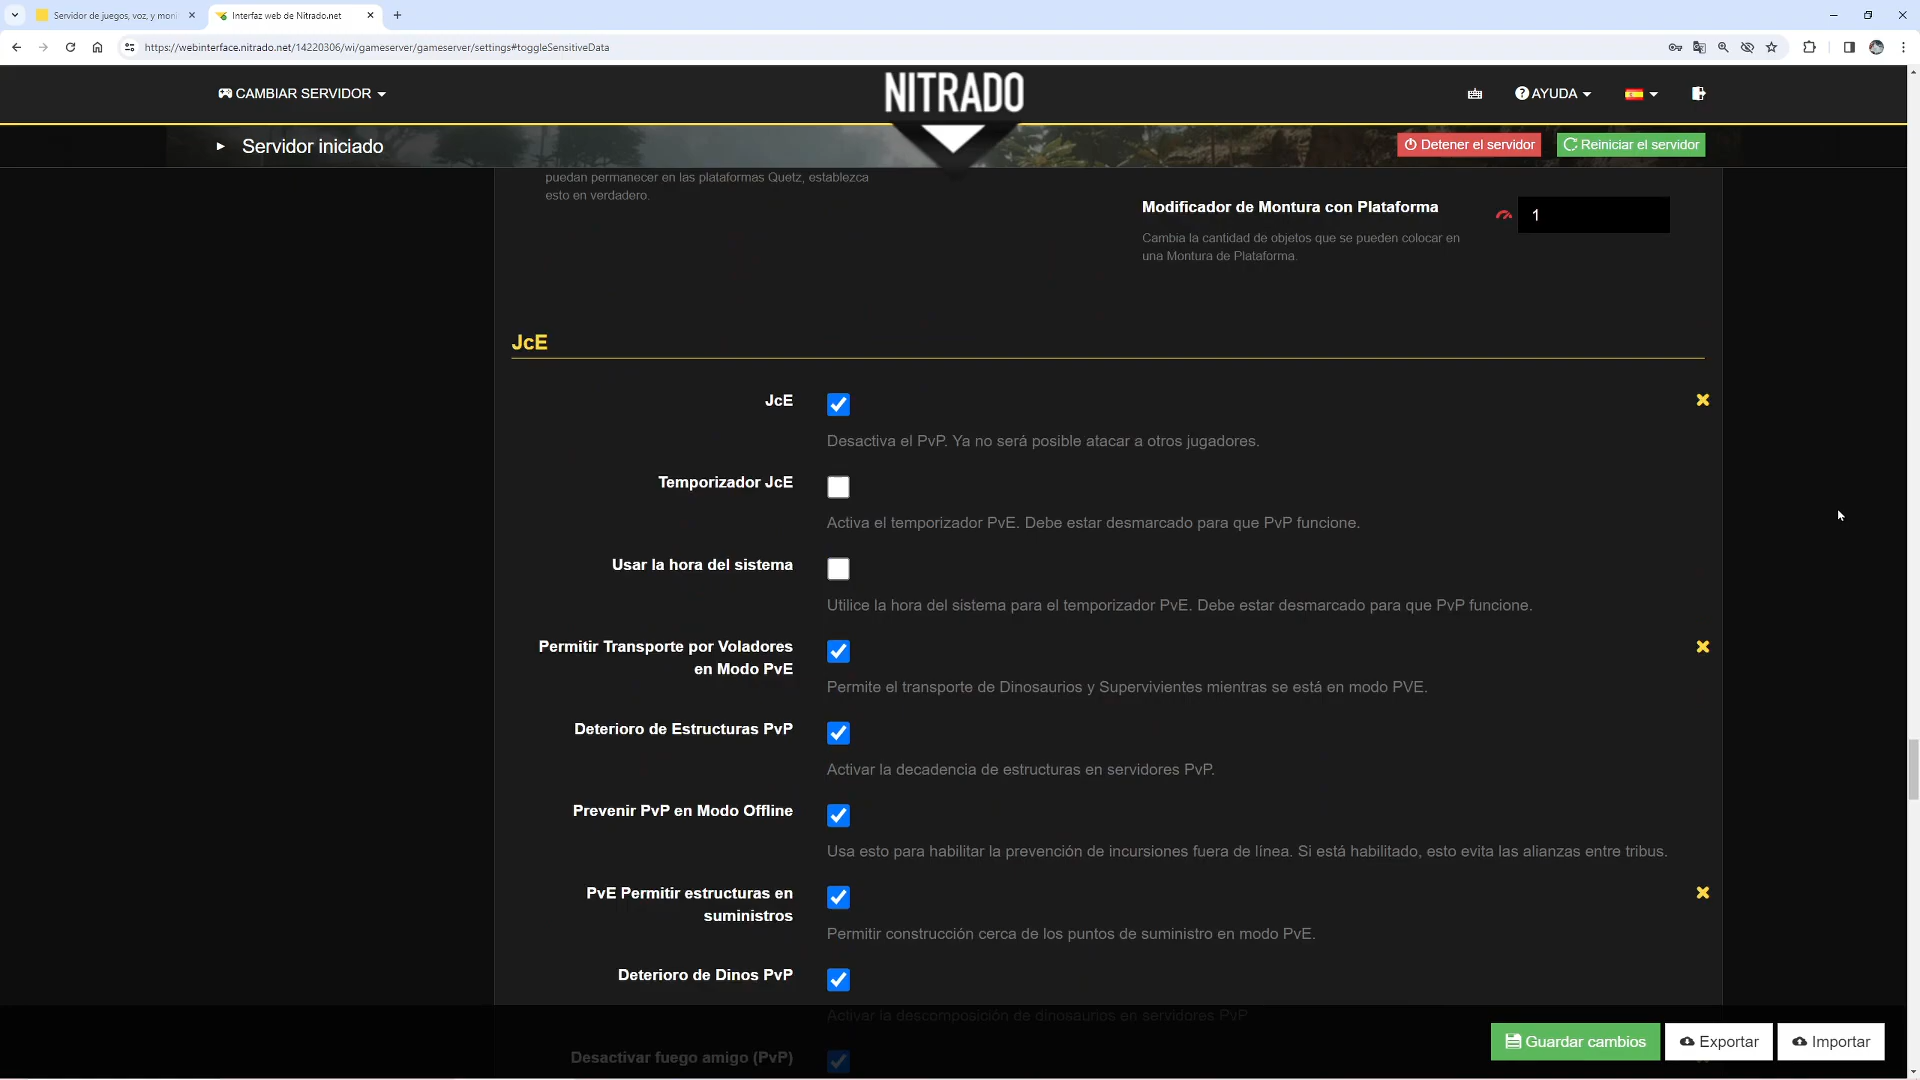 Servidor de juegos, voz, y moni
Interfaz web de Nitrado.net
https://webinterface.nitrado.net/14220306/wi/gameserver/gameserver/settings#toggleSensitiveData
CAMBIAR SERVIDOR
NITRADO
AYUDA
Servidor iniciado
Detener el servidor
Reiniciar el servidor
puedan permanecer en las plataformas Quetz, establezca
esto en verdadero.
Modificador de Montura con Plataforma
1
Cambia la cantidad de objetos que se pueden colocar en
una Montura de Plataforma.
JcE
JcE
Desactiva el PvP. Ya no será posible atacar a otros jugadores.
Temporizador JcE
Activa el temporizador PvE. Debe estar desmarcado para que PvP funcione.
Usar la hora del sistema
Utilice la hora del sistema para el temporizador PvE. Debe estar desmarcado para que PvP funcione.
Permitir Transporte por Voladores
en Modo PvE
Permite el transporte de Dinosaurios y Supervivientes mientras se está en modo PVE.
Deterioro de Estructuras PvP
Activar la decadencia de estructuras en servidores PvP.
Prevenir PvP en Modo Offline
Usa esto para habilitar la prevención de incursiones fuera de línea. Si está habilitado, esto evita las alianzas entre tribus.
PvE Permitir estructuras en
suministros
Permitir construcción cerca de los puntos de suministro en modo PvE.
Deterioro de Dinos PvP
Activar la descomposición de dinosaurios en servidores PvP
Desactivar fuego amigo (PvP)
Guardar cambios
Exportar
Importar